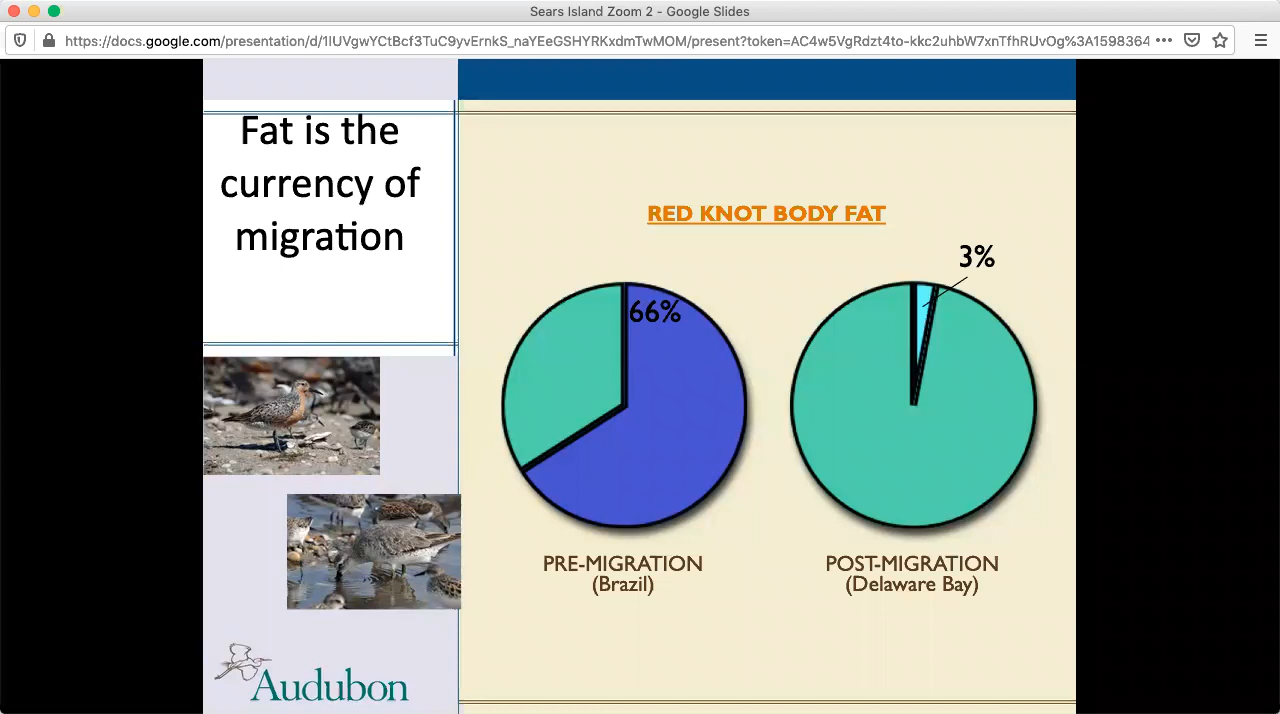 Sears Island Zoom 2 - Google Slides
https://docs.google.com/presentation/d/1IUVgwYCtBcf3TuC9yvErnkS_naYEeGSHYRKxdmTwMOM/present?token=AC4w5VgRdzt4to-kkc2uhbW7xnTfhRUvOg%3A1598364
Fat is the
currency of
migration
RED KNOT BODY FAT
3%
66%
PRE-MIGRATION
(Brazil)
POST-MIGRATION
(Delaware Bay)
Audubon